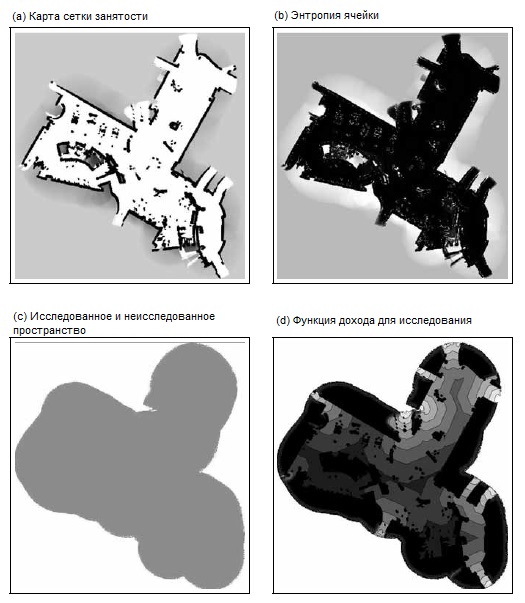 (a) Карта сетки занятости
(b) Энтропия ячейки
(c) Исследованное и неисследованное
пространство
(d) Функция дохода для исследования